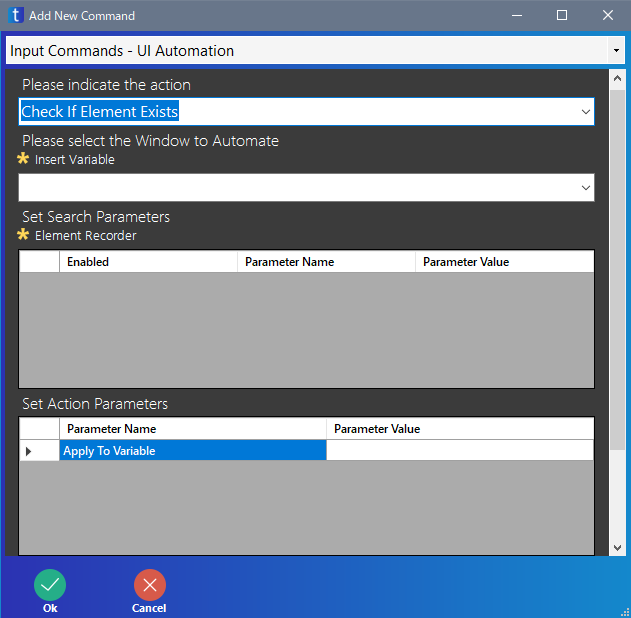 t Add New Command
Input Commands - UI Automation
Please indicate the action
Check If Element Exists
Please select the Window to Automate
Insert Variable
Set Search Parameters
Element Recorder
Enabled Parameter Name Parameter Value
Set Action Parameters
Parameter Name Parameter Value
Apply To Variable
Ok Cancel